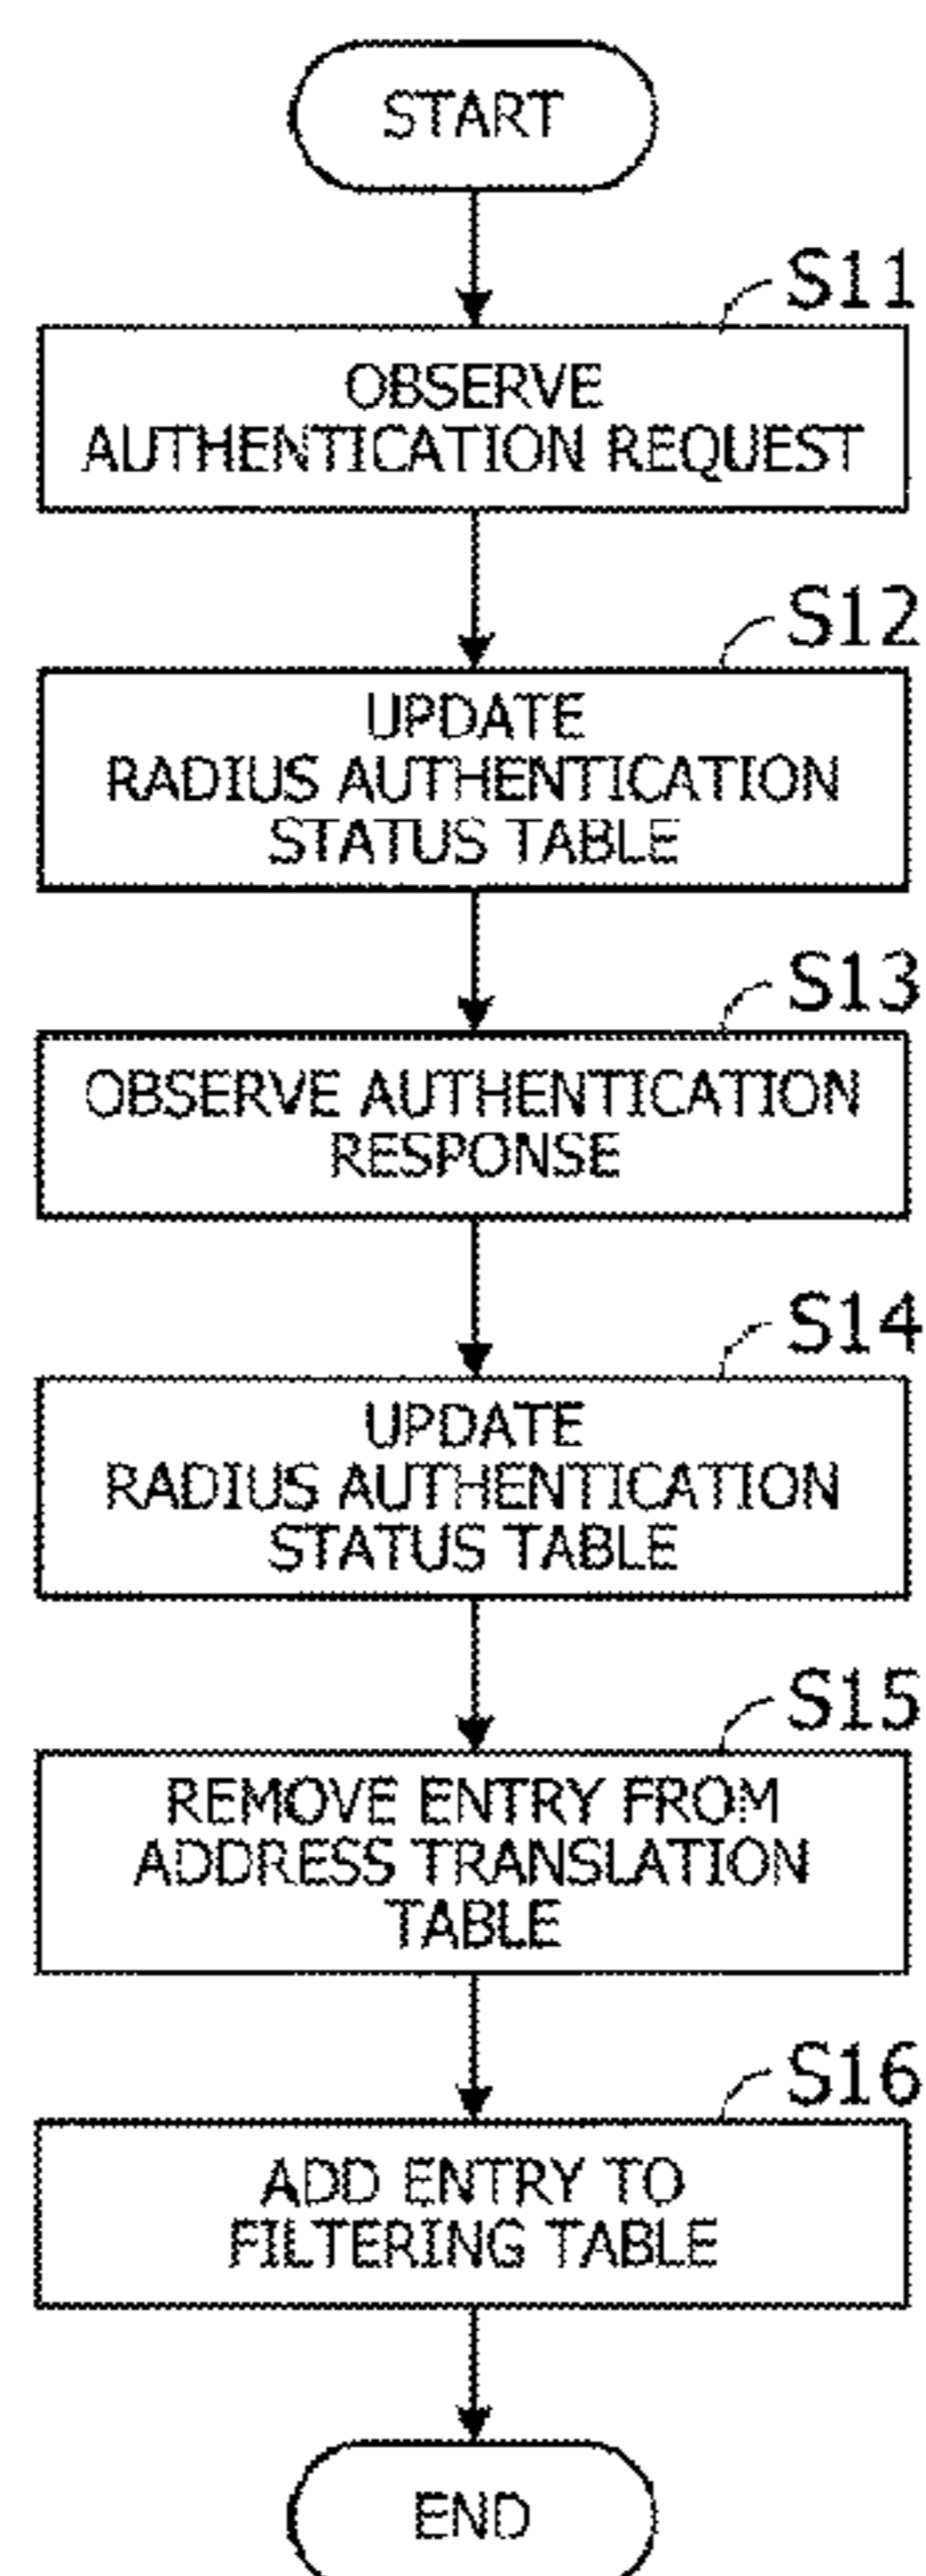 START
S11
OBSERVE
AUTHENTICATION REQUEST
S12
UPDATE
RADIUS AUTHENTICATION
STATUS TABLE
S13
OBSERVE AUTHENTICATION
RESPONSE
S14
UPDATE
RADIUS AUTHENTICATION
STATUS TABLE
S15
REMOVE ENTRY FROM
ADDRESS TRANSLATION
TABLE
S16
ADD ENTRY TO
FILTERING TABLE
END